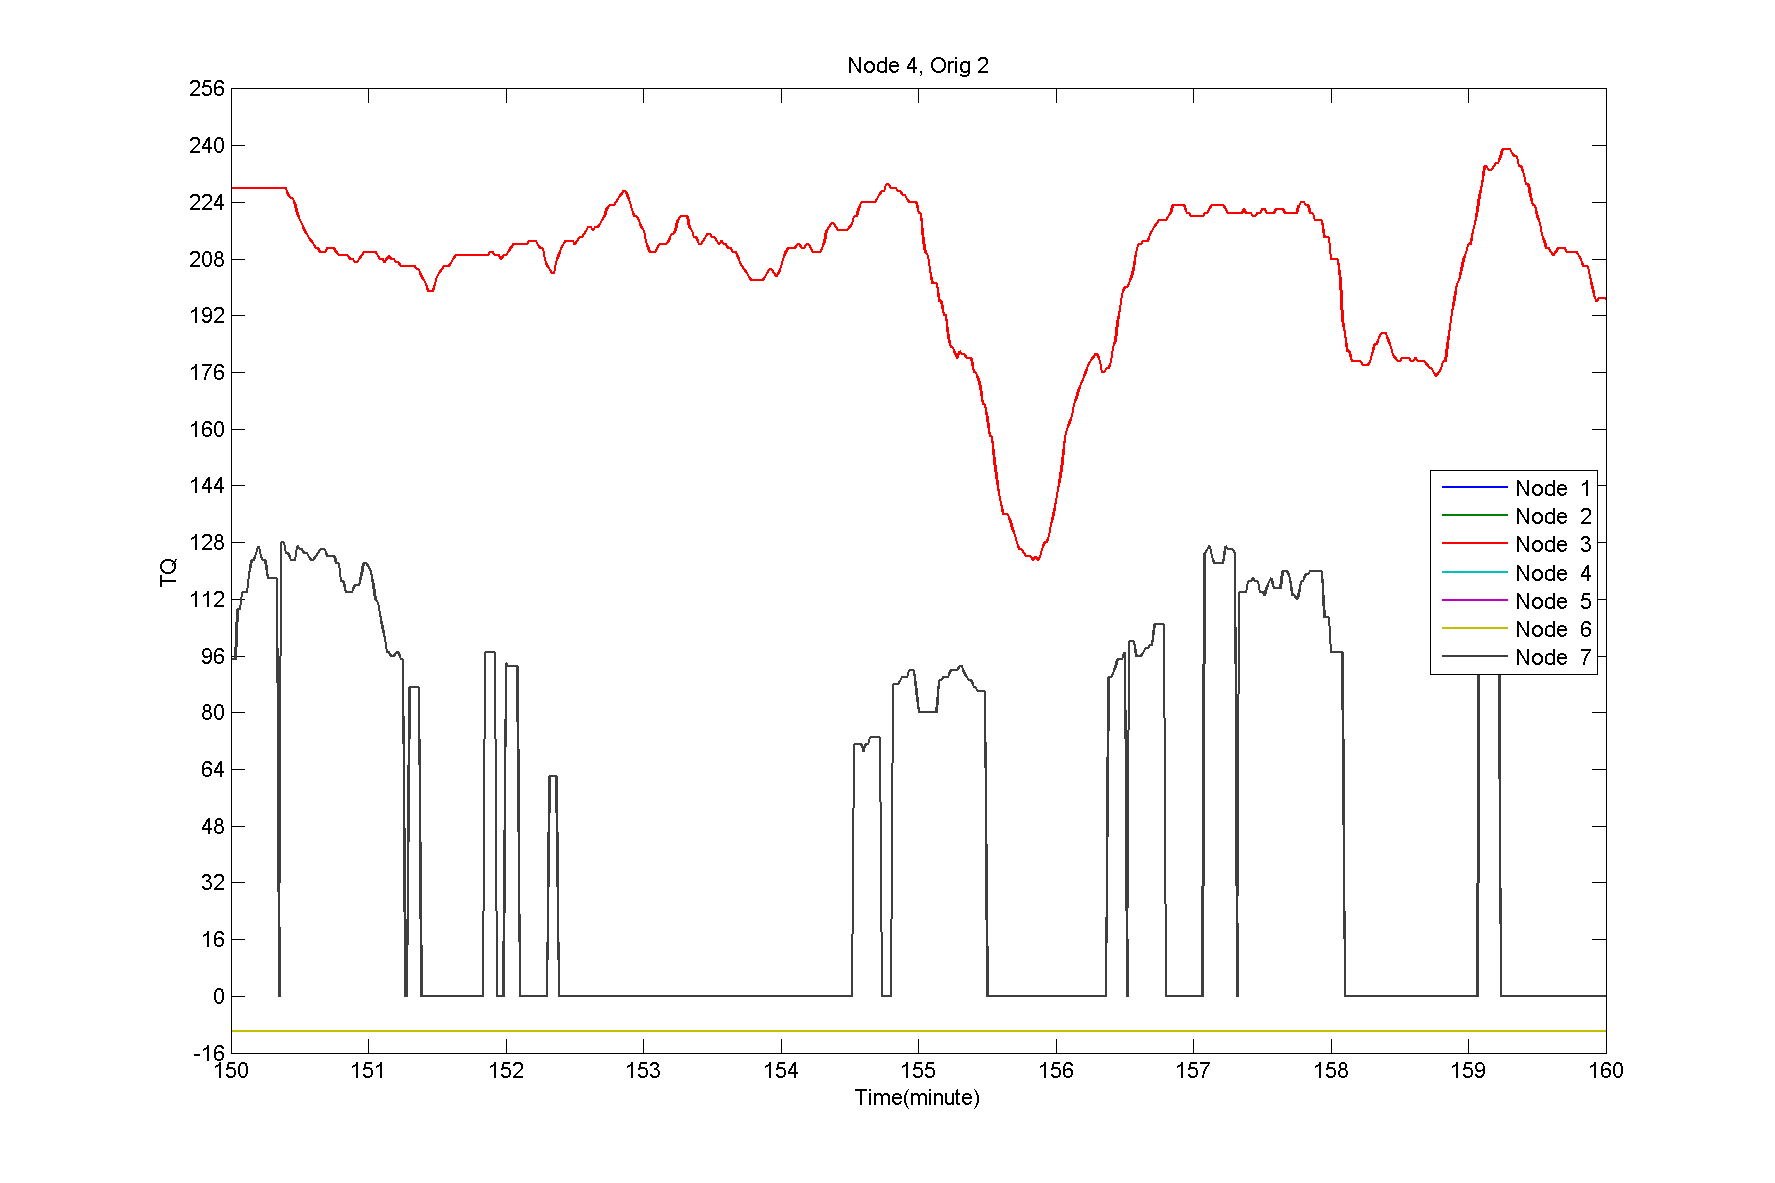 Node 4, Orig 2
256
240
224
208
192
176
160
144
128
112
96
80
64
48
32
16
0
-16
TQ
Node 1
Node 2
Node 3
Node 4
Node 5
Node 6
Node 7
150 151 152 153 154 155 156 157 158 159 160
Time(minute)